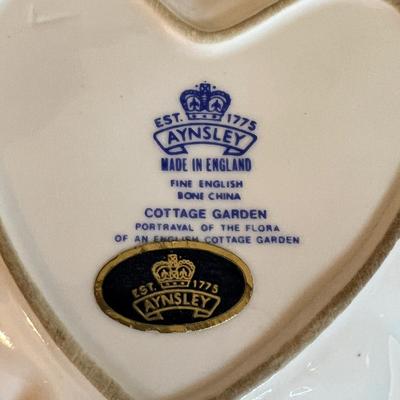 EST. 1775
AYNSLEY
MADE IN ENGLAND
FINE ENGLISH
BONE CHINA
COTTAGE GARDEN
PORTRAYAL OF THE FLORA
OF AN ENGLISH COTTAGE GARDEN
EST. 1775
AYNSLEY